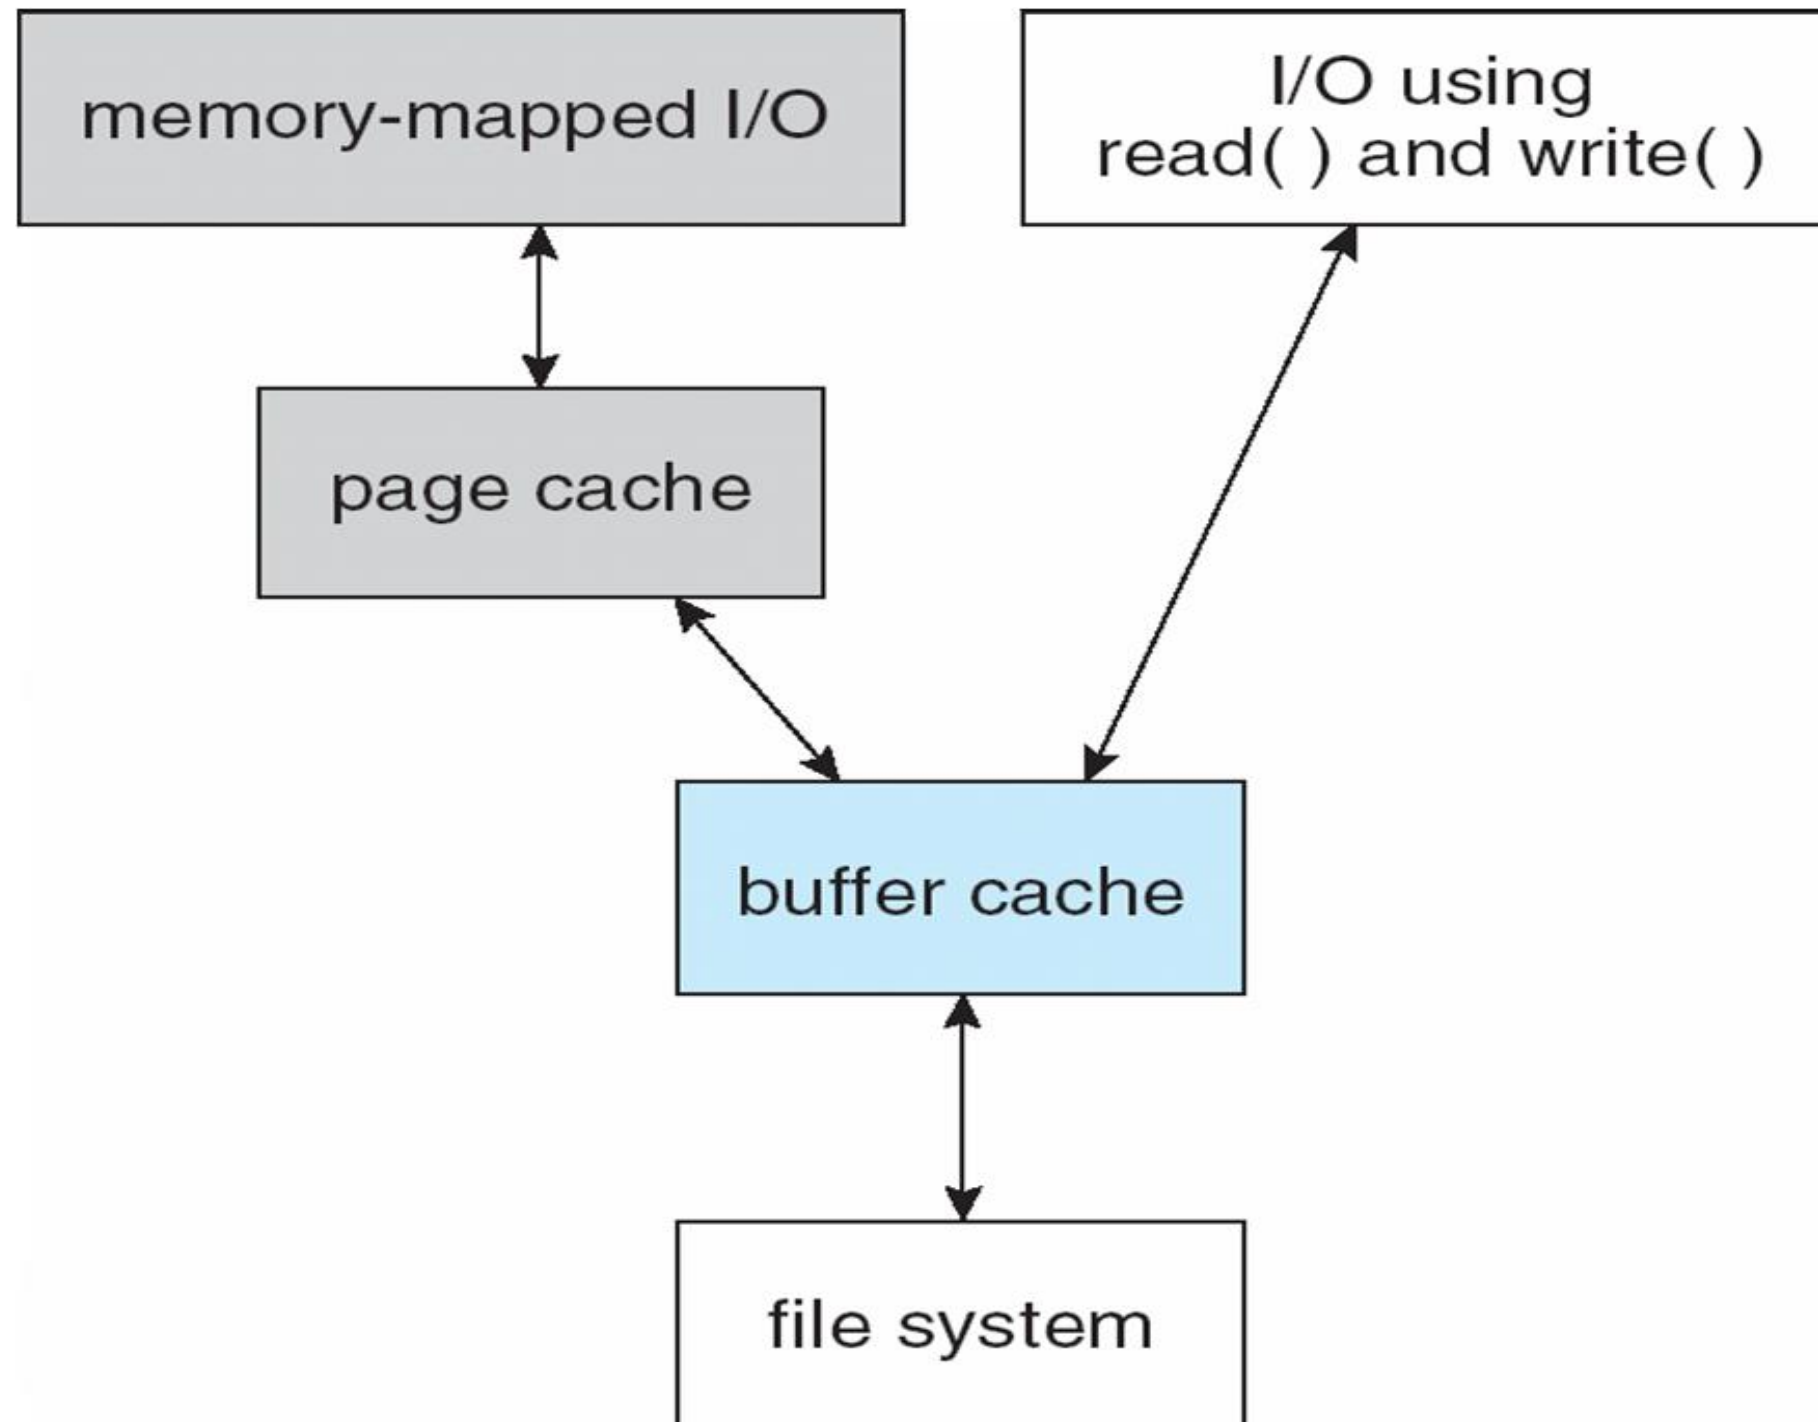 memory-mapped I/O
I/O using
read( ) and write( )
page cache
buffer cache
file system